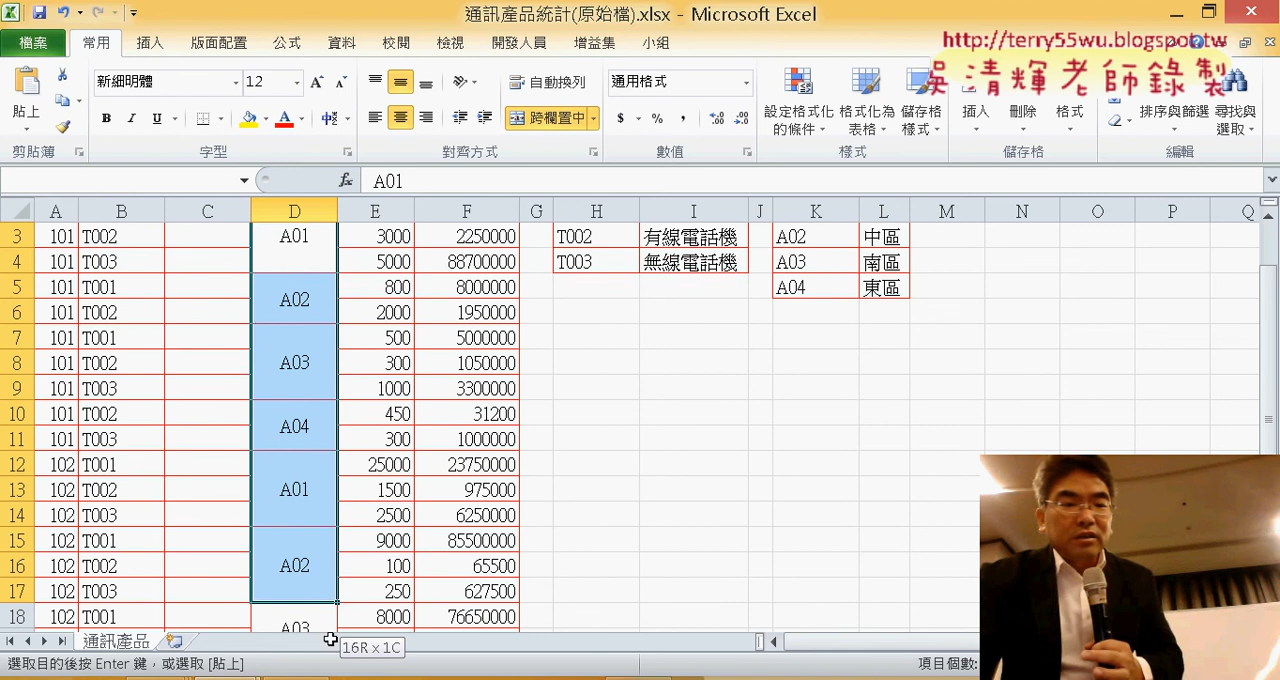 通訊產品統計(原始檔).xlsx - Microsoft Excel
檔案 常用 插入 版面配置 公式 資料 校閱 檢視 開發人員 增益集 小組
http://terry55wu.blogspot.tw
吳清輝老師錄製
貼上 新細明體 12 自動換列 通用格式 設定格式化的條件 格式化為表格 儲存格樣式 插入 刪除 格式 排序與篩選 尋找與選取
B I U A 中 跨欄置中 $ % ,
剪貼簿 字型 對齊方式 數值 樣式 儲存格 編輯
fx A01
A B C D E F G H I J K L M N O P Q
3 101 T002 A01 3000 2250000 T002 有線電話機 A02 中區
4 101 T003 5000 88700000 T003 無線電話機 A03 南區
5 101 T001 A02 800 8000000 A04 東區
6 101 T002 2000 1950000
7 101 T001 A03 500 5000000
8 101 T002 300 1050000
9 101 T003 1000 3300000
10 101 T002 A04 450 31200
11 101 T003 300 1000000
12 102 T001 A01 25000 23750000
13 102 T002 1500 975000
14 102 T003 2500 6250000
15 102 T001 A02 9000 85500000
16 102 T002 100 65500
17 102 T003 250 627500
18 102 T001 A03 8000 76650000
通訊產品 16R x 1C
選取目的後按 Enter 鍵，或選取 [貼上] 項目個數: